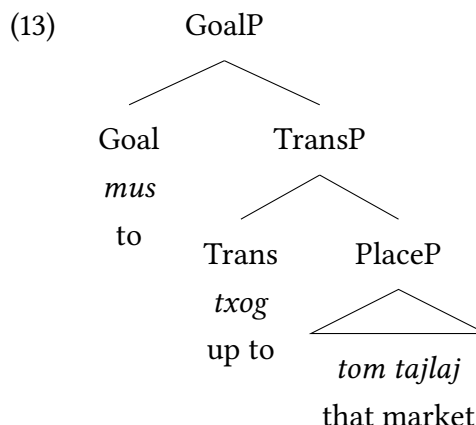 (13) GoalP
Goal TransP
mus
to
Trans PlaceP
txog
up to
tom tajlaj
that market